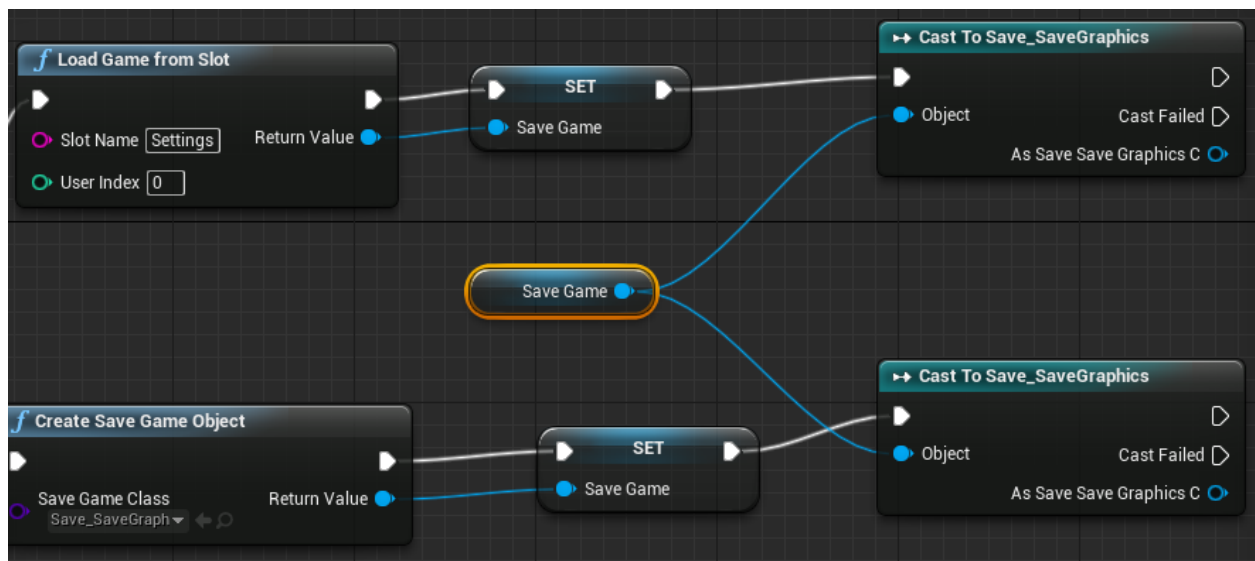 f Load Game from Slot
Slot Name Settings
Return Value
User Index 0
SET
Save Game
Cast To Save_SaveGraphics
Object
Cast Failed
As Save Save Graphics C
Save Game
f Create Save Game Object
Save Game Class
Save_SaveGraph
Return Value
SET
Save Game
Cast To Save_SaveGraphics
Object
Cast Failed
As Save Save Graphics C